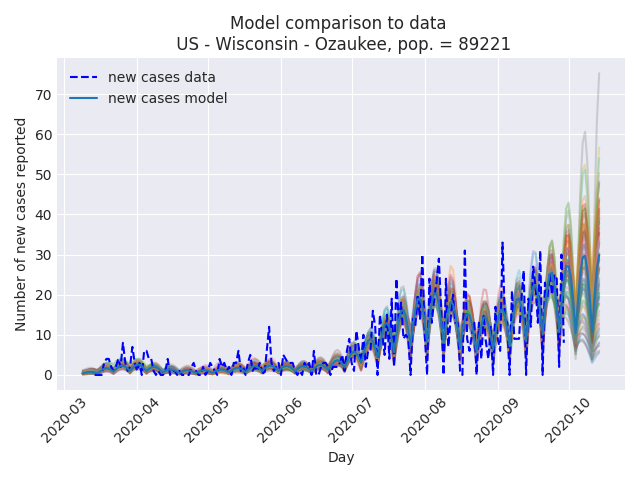 Model comparison to data
US - Wisconsin - Ozaukee, pop. = 89221
new cases data
new cases model
Number of new cases reported
70
60
50
40
30
20
10
0
2020-03
2020-04
2020-05
2020-06
2020-07
2020-08
2020-09
2020-10
Day